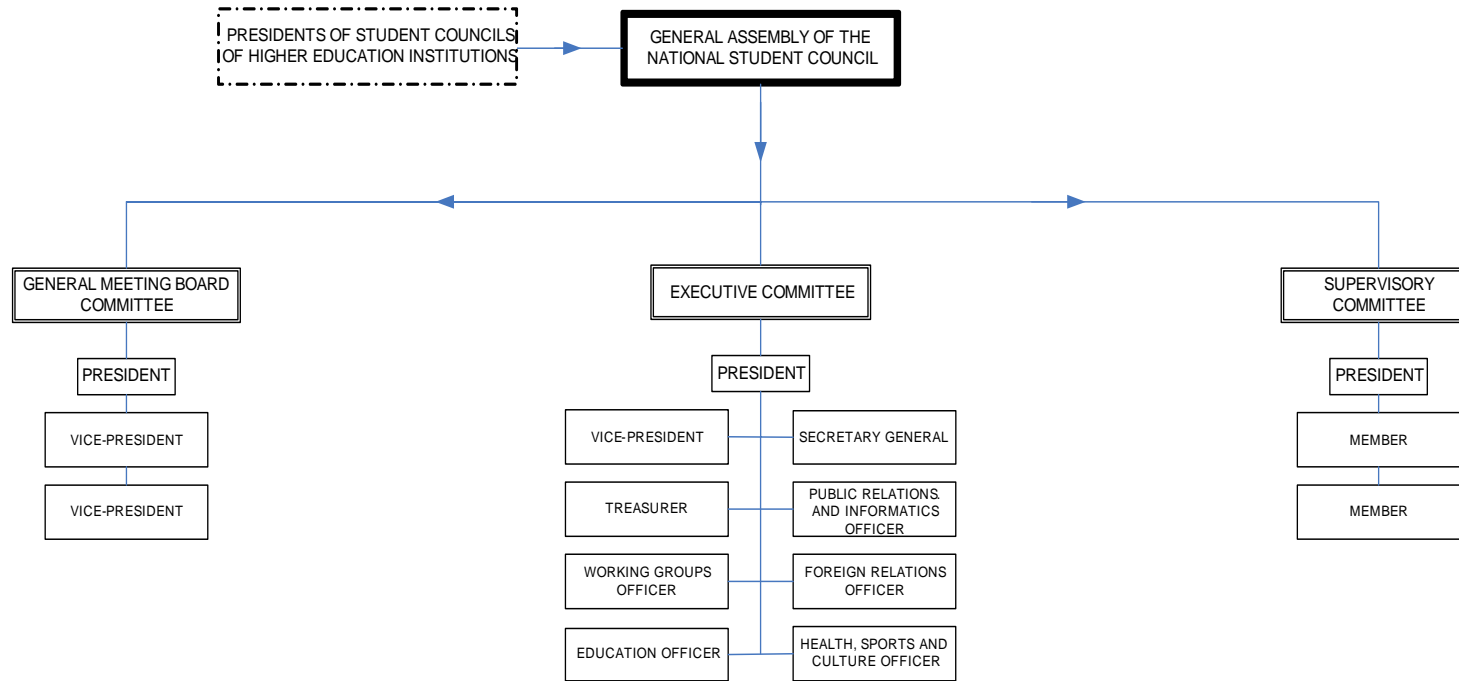 PRESIDENTS OF STUDENT COUNCILS
OF HIGHER EDUCATION INSTITUTIONS
GENERAL ASSEMBLY OF THE
NATIONAL STUDENT COUNCIL
GENERAL MEETING BOARD
COMMITTEE
EXECUTIVE COMMITTEE
SUPERVISORY
COMMITTEE
PRESIDENT
PRESIDENT
PRESIDENT
VICE-PRESIDENT
VICE-PRESIDENT
SECRETARY GENERAL
MEMBER
VICE-PRESIDENT
TREASURER
PUBLIC RELATIONS.
AND INFORMATICS
OFFICER
MEMBER
WORKING GROUPS
OFFICER
FOREIGN RELATIONS
OFFICER
EDUCATION OFFICER
HEALTH, SPORTS AND
CULTURE OFFICER